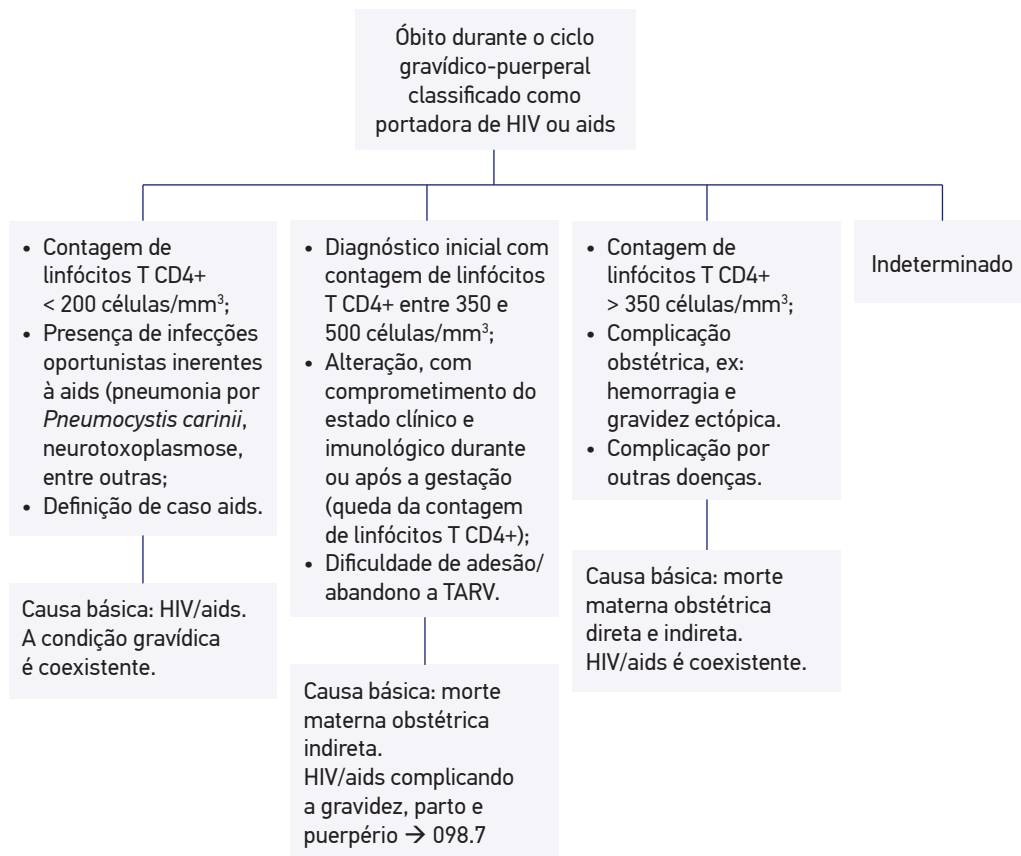 Óbito durante o ciclo
gravídico-puerperal
classificado como
portadora de HIV ou aids
• Contagem de
linfócitos T CD4+
< 200 células/mm³;
• Presença de infecções
oportunistas inerentes
à aids (pneumonia por
Pneumocystis carinii,
neurotoxoplasmose,
entre outras;
• Definição de caso aids.
Causa básica: HIV/aids.
A condição gravídica
é coexistente.
• Diagnóstico inicial com
contagem de linfócitos
T CD4+ entre 350 e
500 células/mm³;
• Alteração, com
comprometimento do
estado clínico e
imunológico durante
ou após a gestação
(queda da contagem
de linfócitos T CD4+);
• Dificuldade de adesão/
abandono a TARV.
Causa básica: morte
materna obstétrica
indireta.
HIV/aids complicando
a gravidez, parto e
puerpério → 098.7
• Contagem de
linfócitos T CD4+
> 350 células/mm³;
• Complicação
obstétrica, ex:
hemorragia e
gravidez ectópica.
• Complicação por
outras doenças.
Causa básica: morte
materna obstétrica
direta e indireta.
HIV/aids é coexistente.
Indeterminado